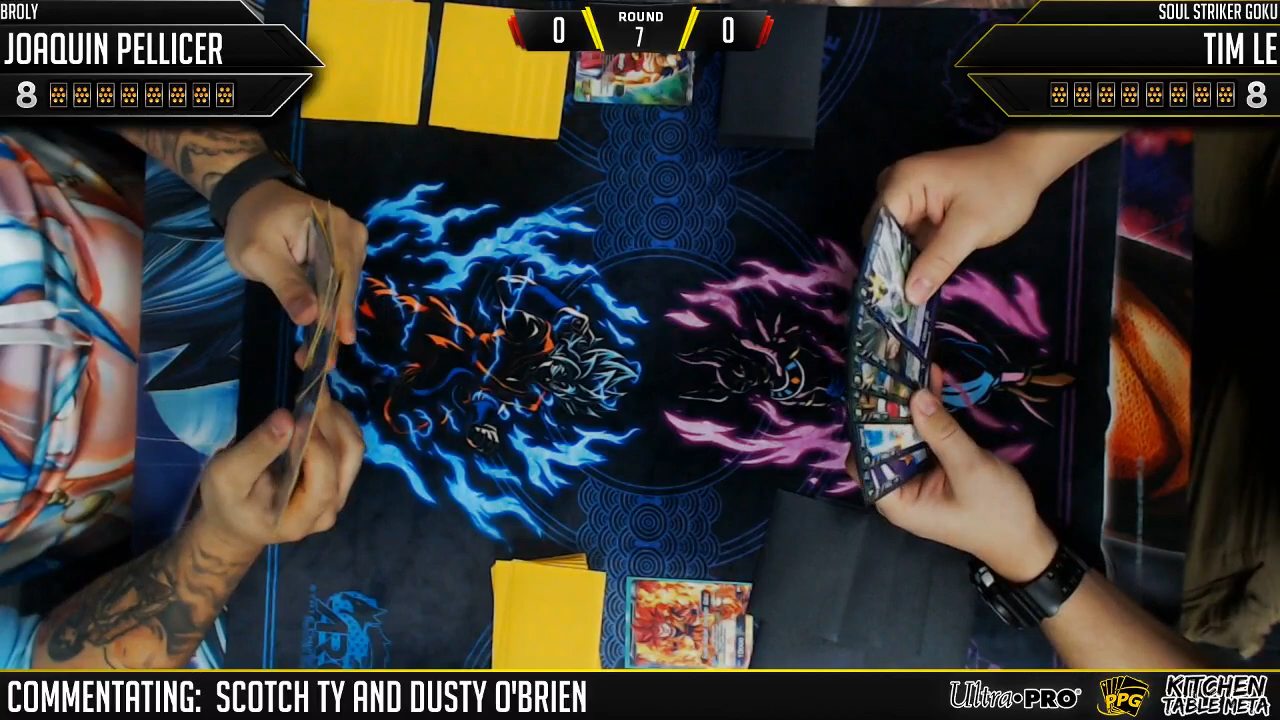 BROLY
JOAQUIN PELLICER
8
0
ROUND
7
0
SOUL STRIKER GOKU
TIM LE
8
COMMENTATING: SCOTCH TY AND DUSTY O'BRIEN
Ultra•PRO
PPG
KITCHEN
TABLE META